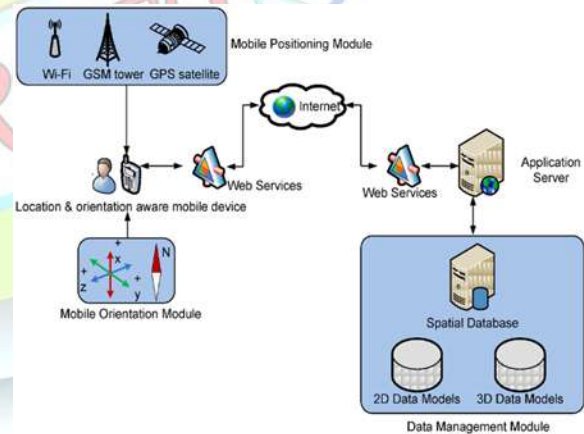 Mobile Positioning Module
Wi-Fi GSM tower GPS satellite
Internet
Web Services
Web Services
Application
Server
Location & orientation aware mobile device
+
x
N
+
z
+
y
Mobile Orientation Module
Spatial Database
2D Data Models 3D Data Models
Data Management Module